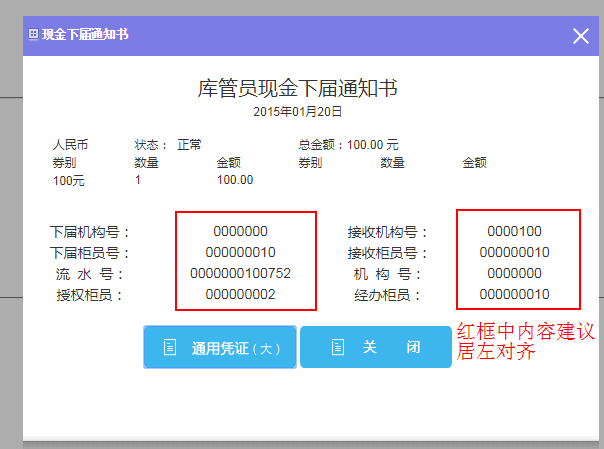 现金下届通知书
库管员现金下届通知书
2015年01月20日
人民币 状态： 正常 总金额：100.00 元
券别 数量 金额 券别 数量 金额
100元 1 100.00
下届机构号： 0000000 接收机构号： 0000100
下届柜员号： 000000010 接收柜员号： 000000010
流 水 号： 0000000100752 机 构 号： 0000000
授权柜员： 000000002 经办柜员： 000000010
通用凭证（大） 关 闭
红框中内容建议
居左对齐